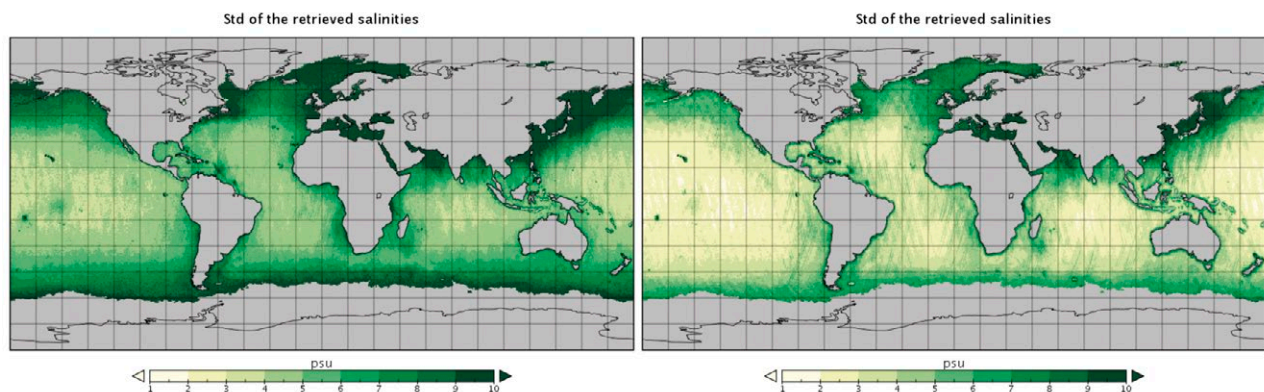 Std of the retrieved salinities
psu
1 2 3 4 5 6 7 8 9 10
Std of the retrieved salinities
psu
1 2 3 4 5 6 7 8 9 10